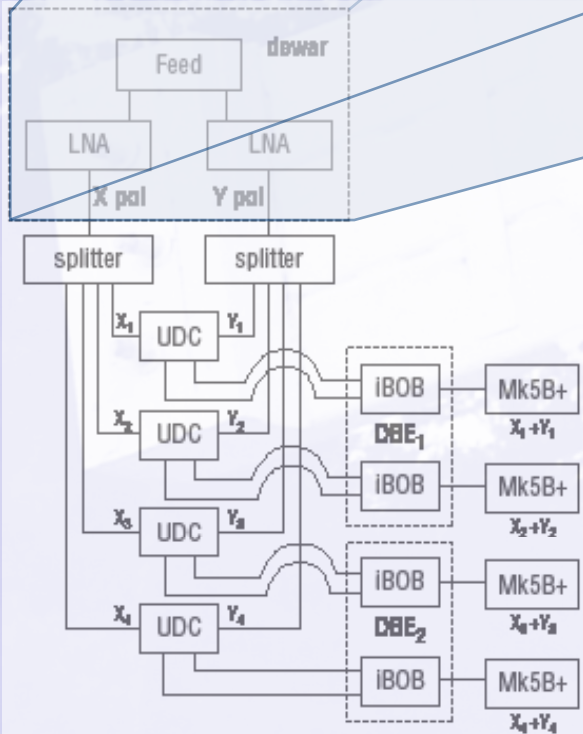 dewar
Feed
LNA LNA
X pol Y pol
splitter splitter
X₁ UDC Y₁
iBOB Mk5B+
DBE₁ X₁+Y₁
X₂ UDC Y₂
iBOB Mk5B+
X₂+Y₂
X₃ UDC Y₃
iBOB Mk5B+
DBE₂ X₃+Y₃
X₄ UDC Y₄
iBOB Mk5B+
X₄+Y₄